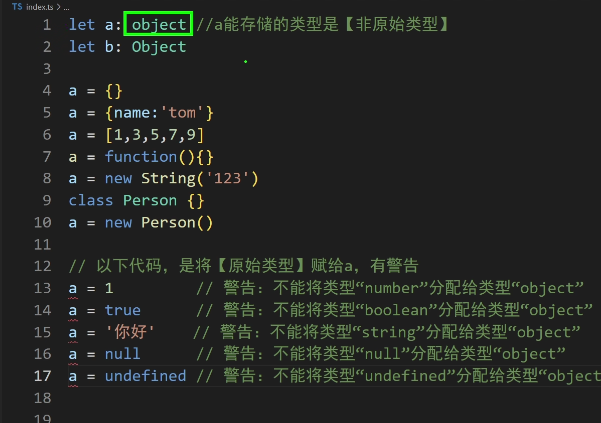 TS index.ts > ...
1 let a: object //a能存储的类型是【非原始类型】
2 let b: Object
3
4 a = {}
5 a = {name:'tom'}
6 a = [1,3,5,7,9]
7 a = function(){}
8 a = new String('123')
9 class Person {}
10 a = new Person()
11
12 // 以下代码，是将【原始类型】赋给a，有警告
13 a = 1 // 警告：不能将类型“number”分配给类型“object”
14 a = true // 警告：不能将类型“boolean”分配给类型“object”
15 a = '你好' // 警告：不能将类型“string”分配给类型“object”
16 a = null // 警告：不能将类型“null”分配给类型“object”
17 a = undefined // 警告：不能将类型“undefined”分配给类型“object
18
19